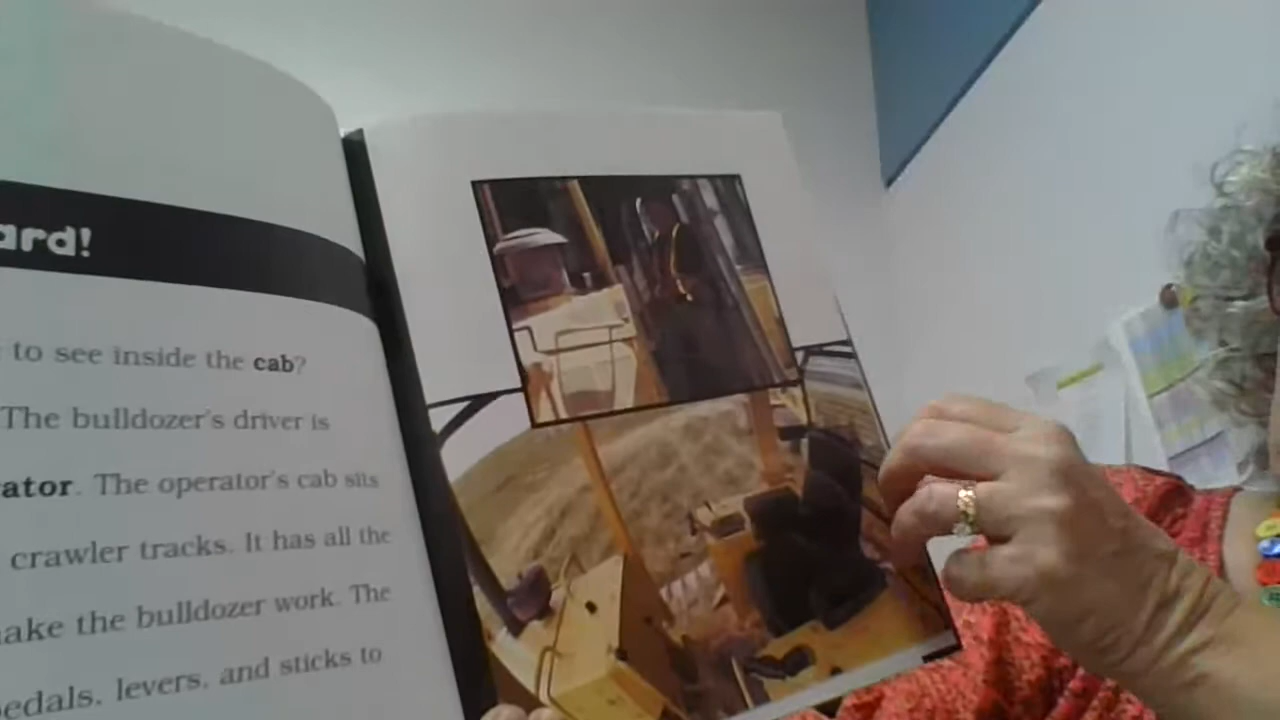 ard!
to see inside the cab?
The bulldozer's driver is
ator. The operator's cab sits
crawler tracks. It has all the
ake the bulldozer work. The
pedals, levers, and sticks to